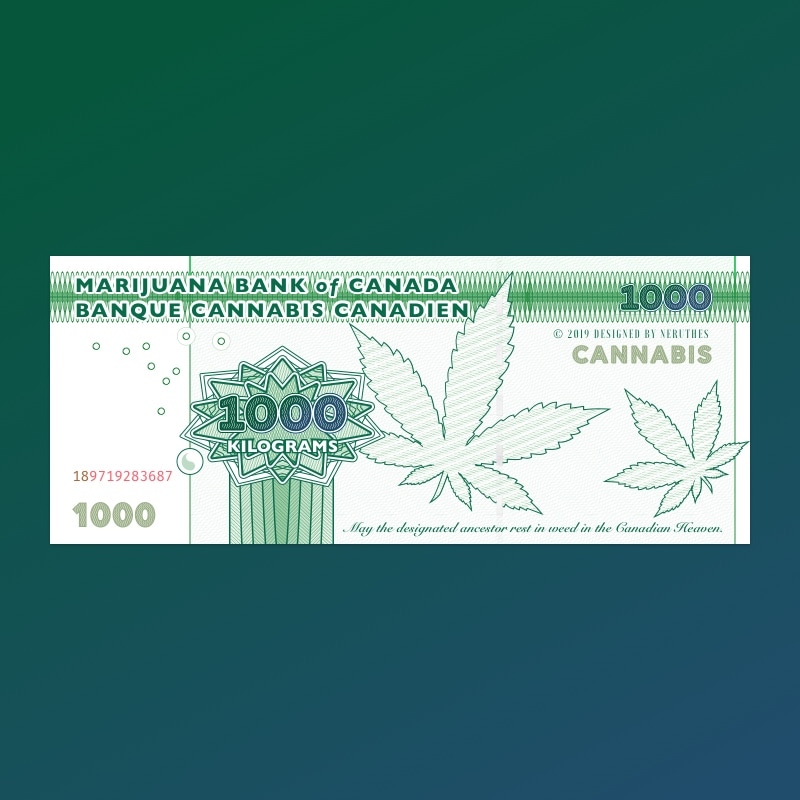 MARIJUANA BANK of CANADA
BANQUE CANNABIS CANADIEN
1000
© 2019 DESIGNED BY NERUTHES
CANNABIS
1000
KILOGRAMS
189719283687
1000
May the designated ancestor rest in weed in the Canadian Heaven.